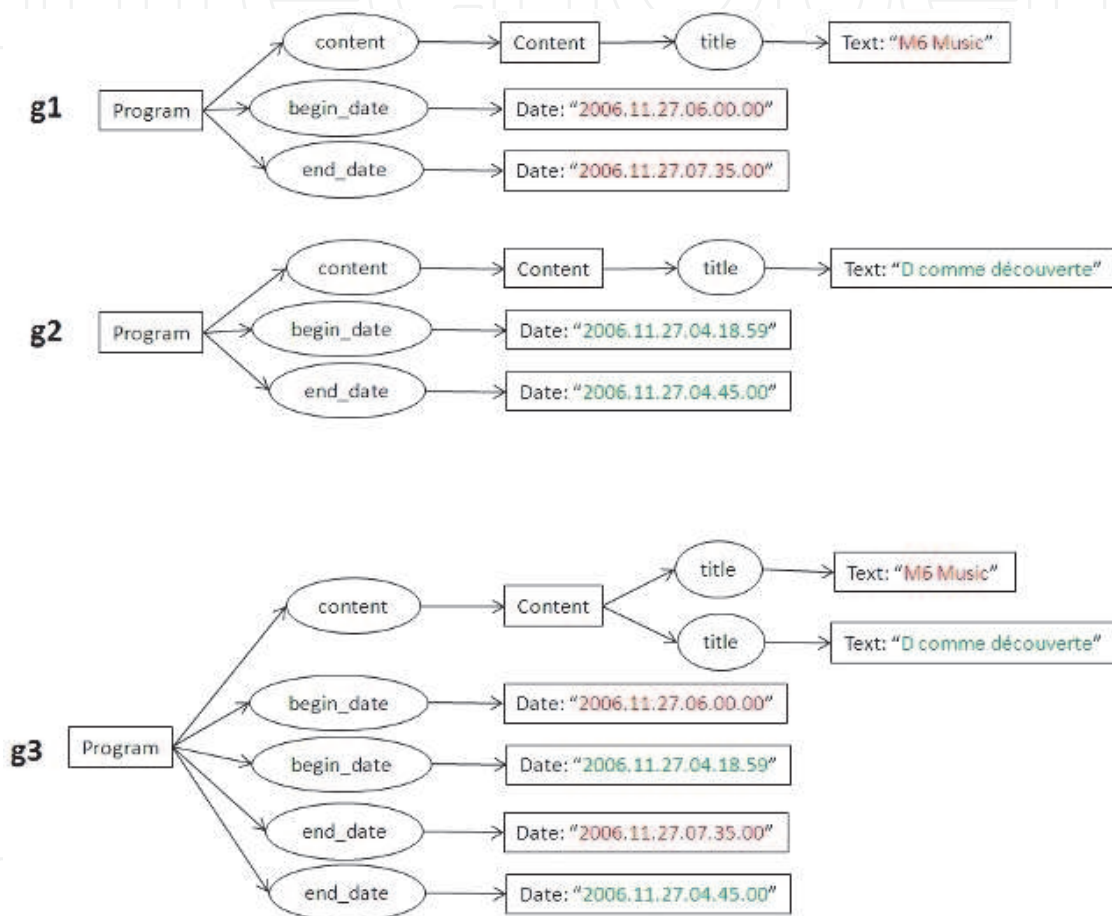 content Content title Text: “M6 Music”
g1 Program begin_date Date: “2006.11.27.06.00.00”
end_date Date: “2006.11.27.07.35.00”
content Content title Text: “D comme découverte”
g2 Program begin_date Date: “2006.11.27.04.18.59”
end_date Date: “2006.11.27.04.45.00”
title Text: “M6 Music”
content Content
title Text: “D comme découverte”
begin_date Date: “2006.11.27.06.00.00”
g3 Program begin_date Date: “2006.11.27.04.18.59”
end_date Date: “2006.11.27.07.35.00”
end_date Date: “2006.11.27.04.45.00”